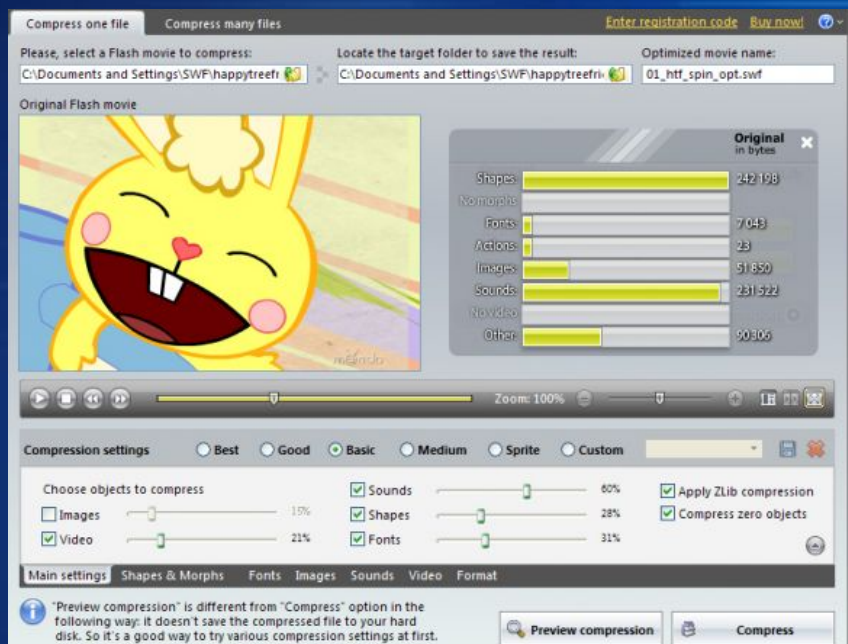 Compress one file Compress many files Enter registration code Buy now!
Please, select a Flash movie to compress: Locate the target folder to save the result: Optimized movie name:
C:\Documents and Settings\SWF\happytreefr C:\Documents and Settings\SWF\happytreefri 01_htf_spin_opt.swf
Original Flash movie
Original
in bytes
Shapes: 242 198
No morphs
Fonts: 7 043
Actions: 23
Images: 51 850
Sounds: 231 522
No video
Other: 90 305
mondo
Zoom: 100%
Compression settings Best Good Basic Medium Sprite Custom
Choose objects to compress Sounds 60% Apply ZLib compression
Images 15% Shapes 28% Compress zero objects
Video 21% Fonts 31%
Main settings Shapes & Morphs Fonts Images Sounds Video Format
"Preview compression" is different from "Compress" option in the
following way: it doesn't save the compressed file to your hard
disk. So it's a good way to try various compression settings at first.
Preview compression Compress